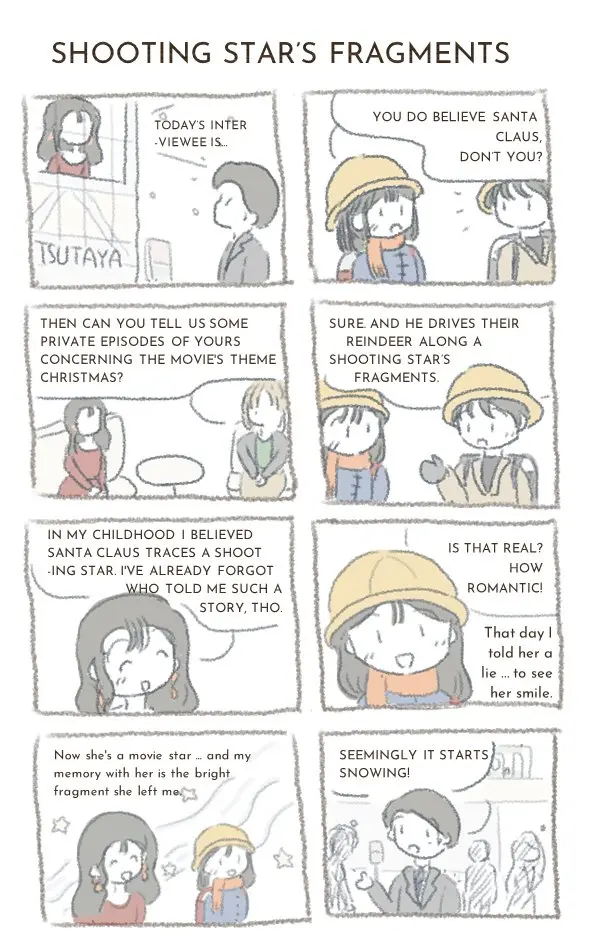 SHOOTING STAR'S FRAGMENTS
TODAY'S INTER
-VIEWEE IS...
TSUTAYA
YOU DO BELIEVE SANTA
CLAUS,
DON'T YOU?
THEN CAN YOU TELL US SOME
PRIVATE EPISODES OF YOURS
CONCERNING THE MOVIE'S THEME
CHRISTMAS?
SURE. AND HE DRIVES THEIR
REINDEER ALONG A
SHOOTING STAR'S
FRAGMENTS.
IN MY CHILDHOOD I BELIEVED
SANTA CLAUS TRACES A SHOOT
-ING STAR. I'VE ALREADY FORGOT
WHO TOLD ME SUCH A
STORY, THO.
IS THAT REAL?
HOW
ROMANTIC!
That day I
told her a
lie ... to see
her smile.
Now she's a movie star ... and my
memory with her is the bright
fragment she left me.
SEEMINGLY IT STARTS
SNOWING!